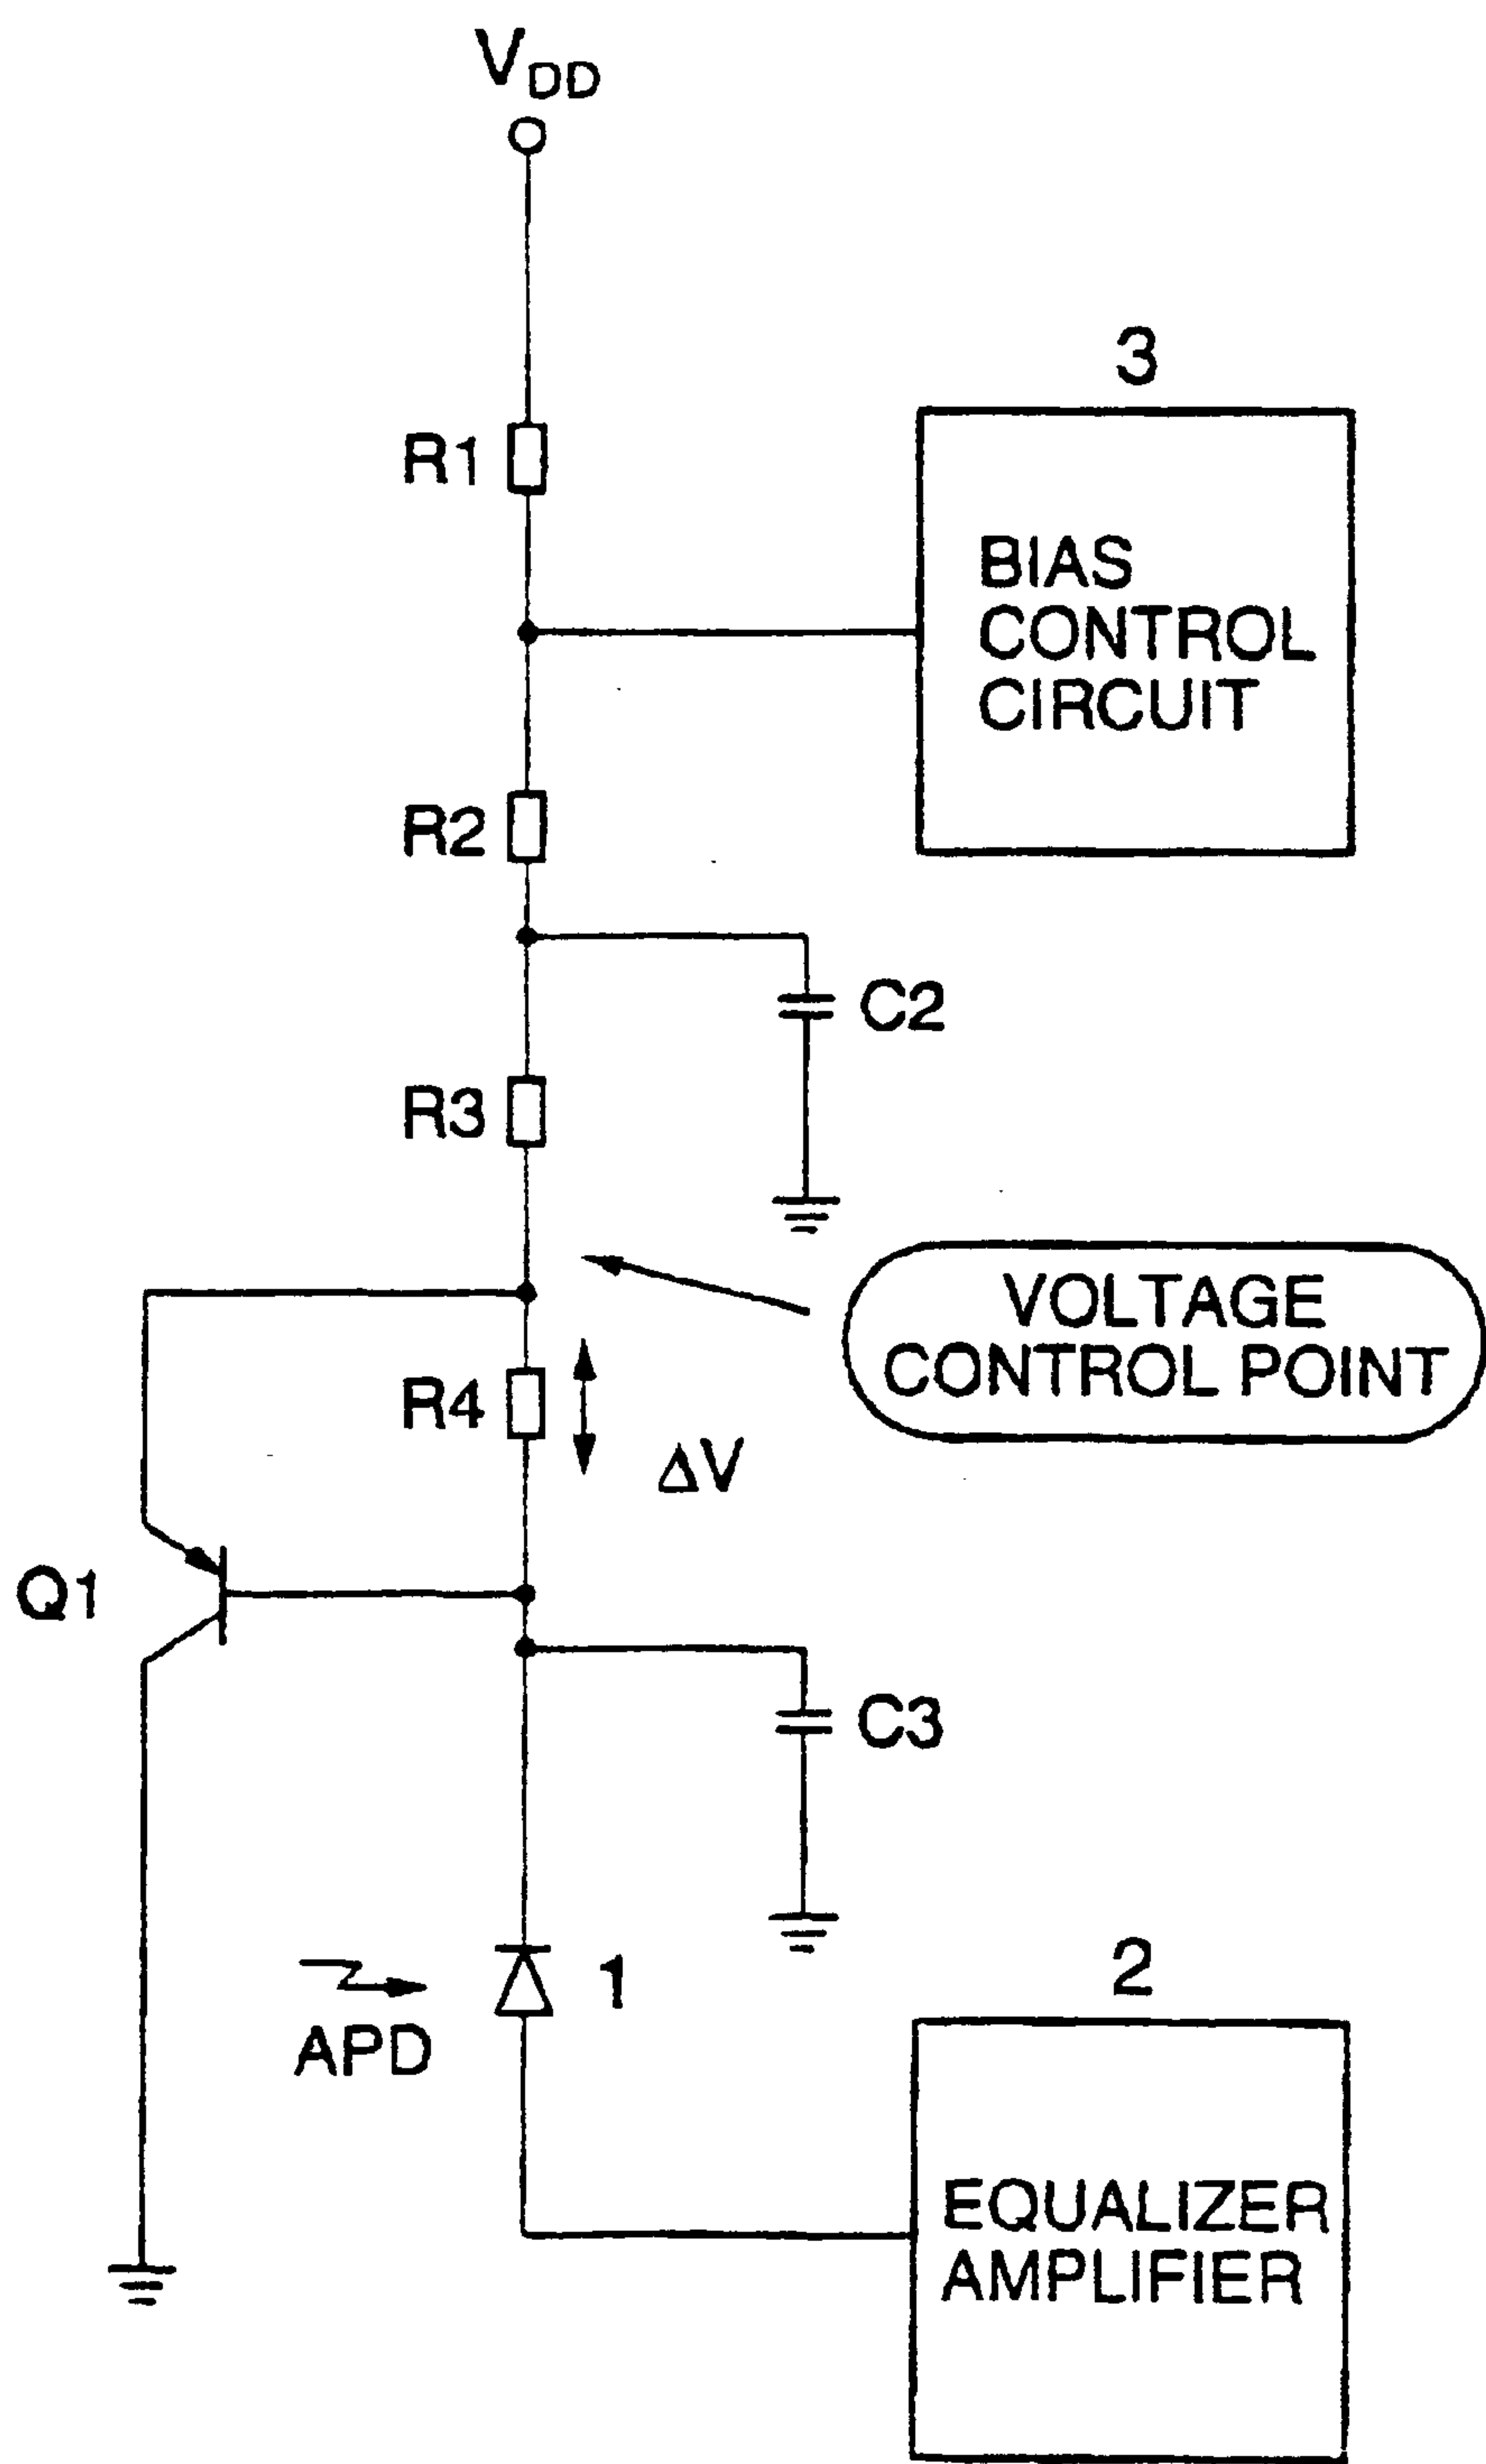 VDD
3
R1
BIAS
CONTROL
CIRCUIT
R2
C2
R3
VOLTAGE
CONTROL POINT
R4
ΔV
Q1
C3
1
APD
2
EQUALIZER
AMPLIFIER